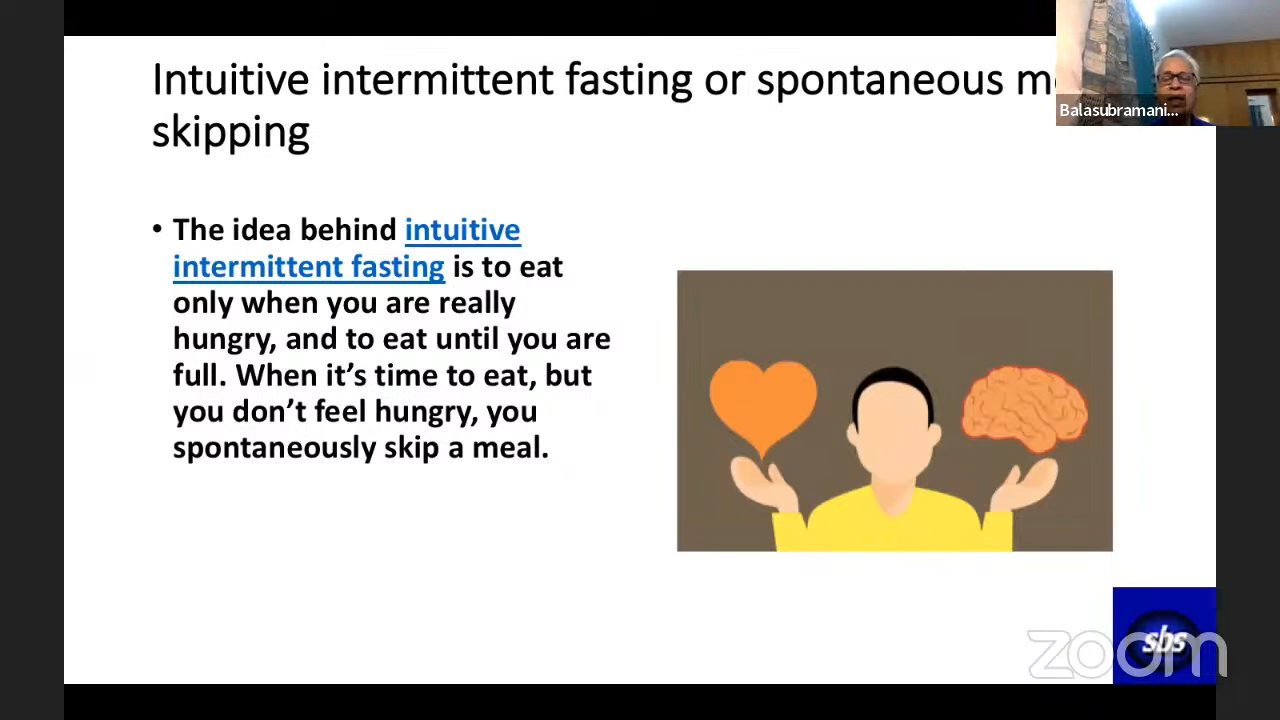 Intuitive intermittent fasting or spontaneous
skipping
Balasubramani...
• The idea behind intuitive
intermittent fasting is to eat
only when you are really
hungry, and to eat until you are
full. When it’s time to eat, but
you don’t feel hungry, you
spontaneously skip a meal.
sbs
zoom